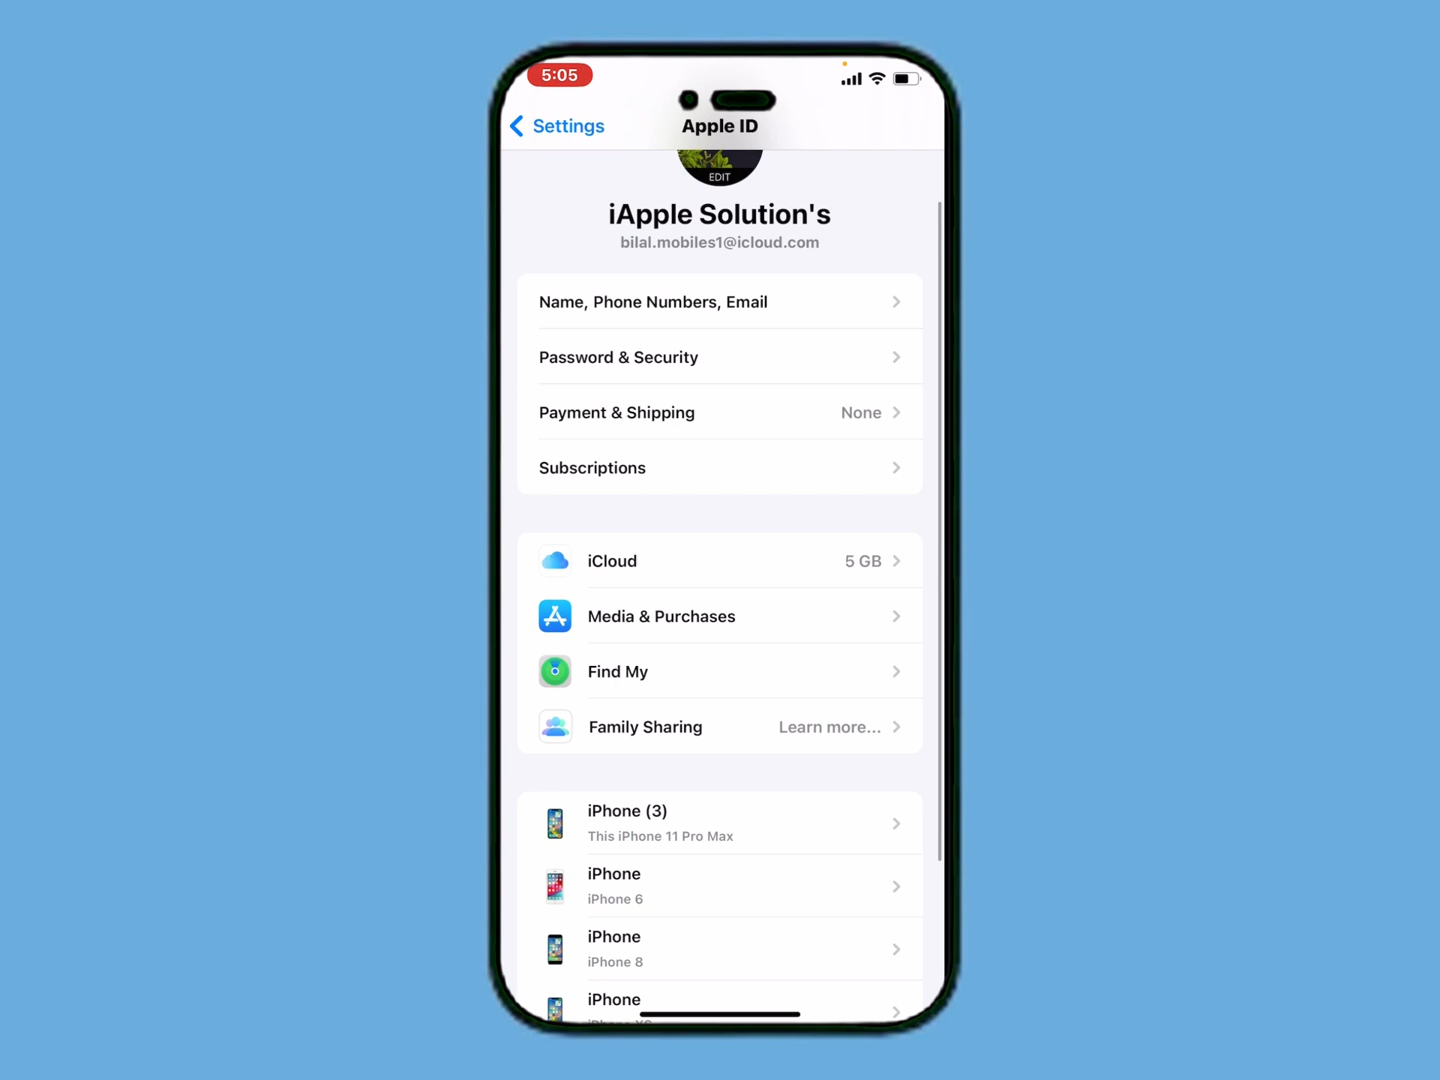 5:05
Settings
Apple ID
EDIT
iApple Solution's
bilal.mobiles1@icloud.com
Name, Phone Numbers, Email
Password & Security
Payment & Shipping None
Subscriptions
iCloud 5 GB
Media & Purchases
Find My
Family Sharing Learn more...
iPhone (3)
This iPhone 11 Pro Max
iPhone
iPhone 6
iPhone
iPhone 8
iPhone